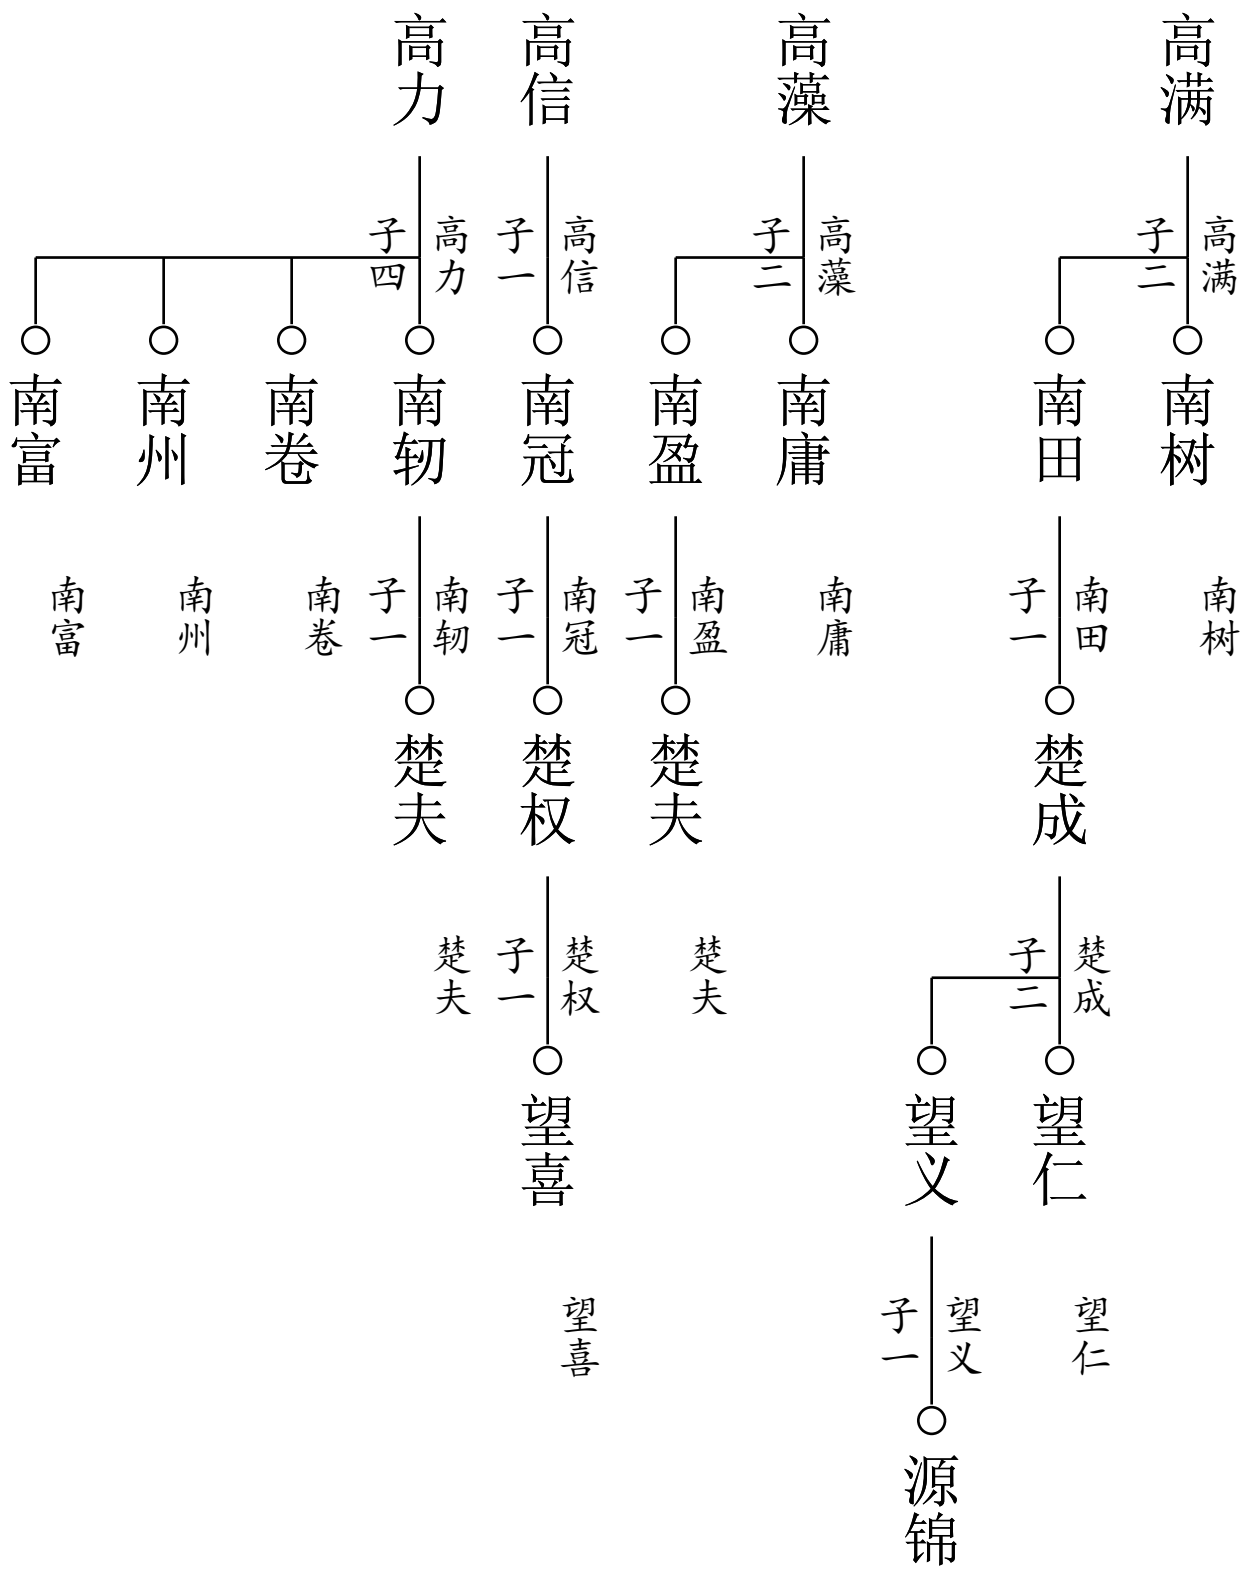 高力
高信
高藻
高满
子四
高力
子一
高信
子二
高藻
子二
高满
南富
南州
南卷
南轫
南冠
南盈
南庸
南田
南树
南富
南州
南卷
子一
南轫
子一
南冠
子一
南盈
南庸
子一
南田
南树
楚夫
楚权
楚夫
楚成
楚夫
子一
楚权
楚夫
子二
楚成
望喜
望义
望仁
望喜
子一
望义
望仁
源锦